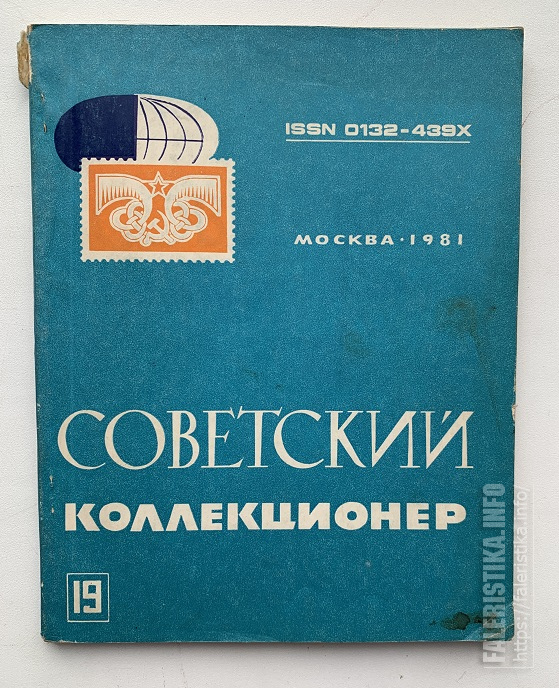 ISSN 0132-439X
МОСКВА·1981
СОВЕТСКИЙ
КОЛЛЕКЦИОНЕР
19
FALERISTIKA.INFO
https://faleristika.info/